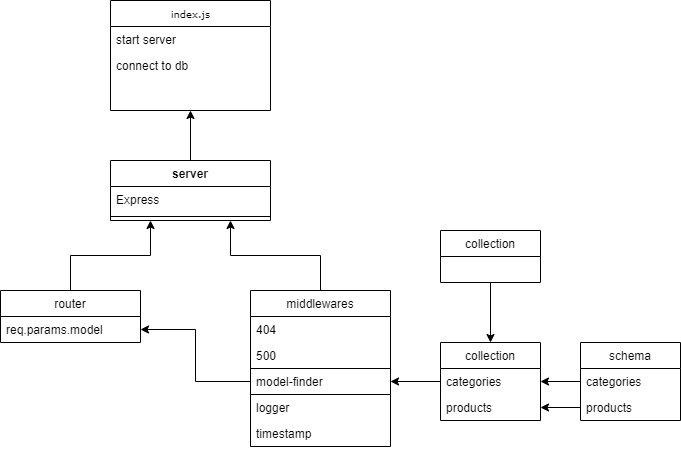 index.js
start server
connect to db
server
Express
router
req.params.model
middlewares
404
500
model-finder
logger
timestamp
collection
collection
categories
products
schema
categories
products